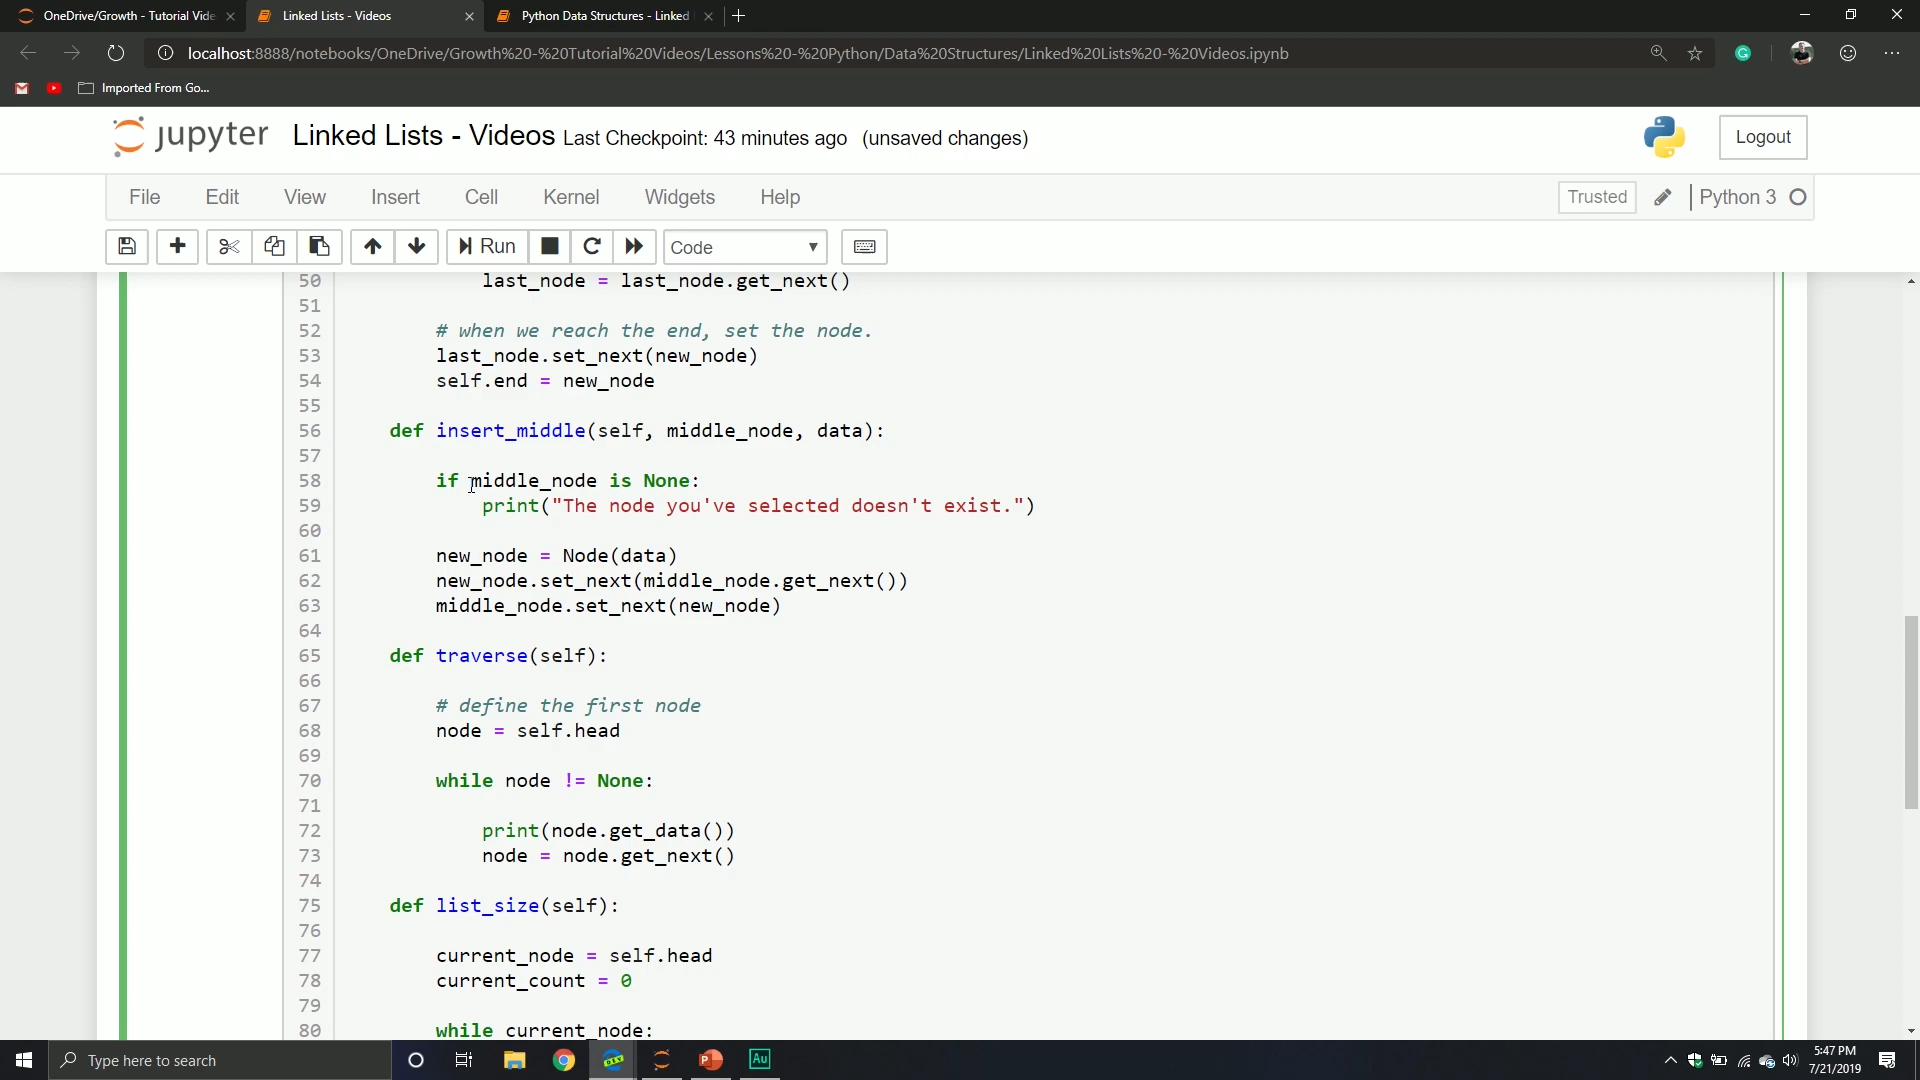 OneDrive/Growth - Tutorial Vide
Linked Lists - Videos
Python Data Structures - Linked
localhost:8888/notebooks/OneDrive/Growth%20-%20Tutorial%20Videos/Lessons%20-%20Python/Data%20Structures/Linked%20Lists%20-%20Videos.ipynb
Imported From Go...
jupyter Linked Lists - Videos Last Checkpoint: 43 minutes ago (unsaved changes)
Logout
File Edit View Insert Cell Kernel Widgets Help
Trusted Python 3
Run Code
50 last_node = last_node.get_next()
51
52 # when we reach the end, set the node.
53 last_node.set_next(new_node)
54 self.end = new_node
55
56 def insert_middle(self, middle_node, data):
57
58 if middle_node is None:
59 print("The node you've selected doesn't exist.")
60
61 new_node = Node(data)
62 new_node.set_next(middle_node.get_next())
63 middle_node.set_next(new_node)
64
65 def traverse(self):
66
67 # define the first node
68 node = self.head
69
70 while node != None:
71
72 print(node.get_data())
73 node = node.get_next()
74
75 def list_size(self):
76
77 current_node = self.head
78 current_count = 0
79
80 while current_node:
Type here to search
DEV
P
Au
5:47 PM
7/21/2019